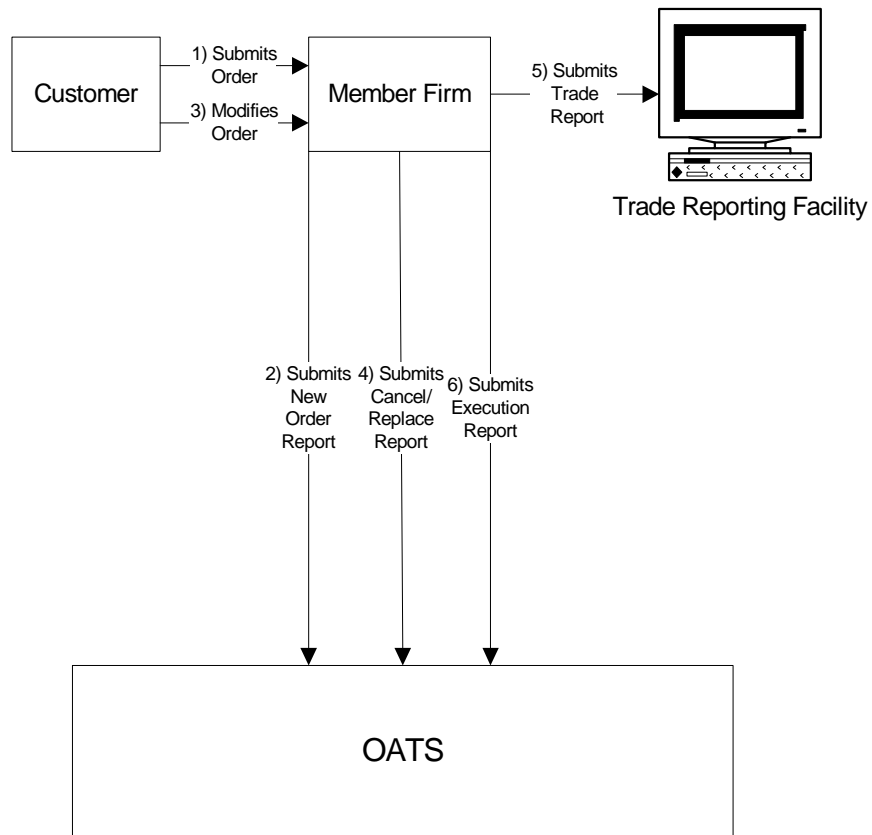 Customer
1) Submits
Order
3) Modifies
Order
Member Firm
5) Submits
Trade
Report
Trade Reporting Facility
2) Submits
New
Order
Report
4) Submits
Cancel/
Replace
Report
6) Submits
Execution
Report
OATS